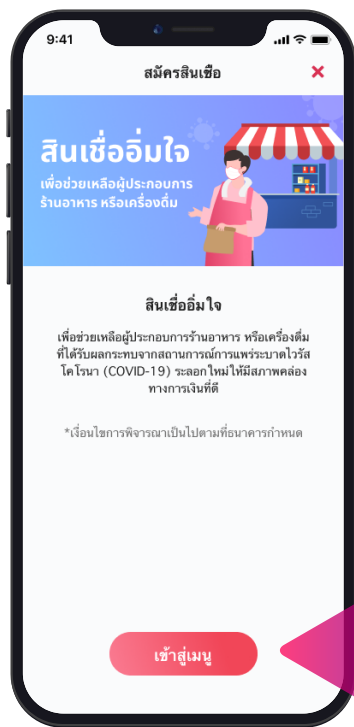 9:41
สมัครสินเชื่อ
สินเชื่ออิ่มใจ
เพื่อช่วยเหลือผู้ประกอบการ
ร้านอาหาร หรือเครื่องดื่ม
สินเชื่ออิ่มใจ
เพื่อช่วยเหลือผู้ประกอบการร้านอาหาร หรือเครื่องดื่ม
ที่ได้รับผลกระทบจากสถานการณ์การแพร่ระบาดไวรัส
โคโรนา (COVID-19) ระลอกใหม่ให้มีสภาพคล่อง
ทางการเงินที่ดี
*เงื่อนไขการพิจารณาเป็นไปตามที่ธนาคารกำหนด
เข้าสู่เมนู